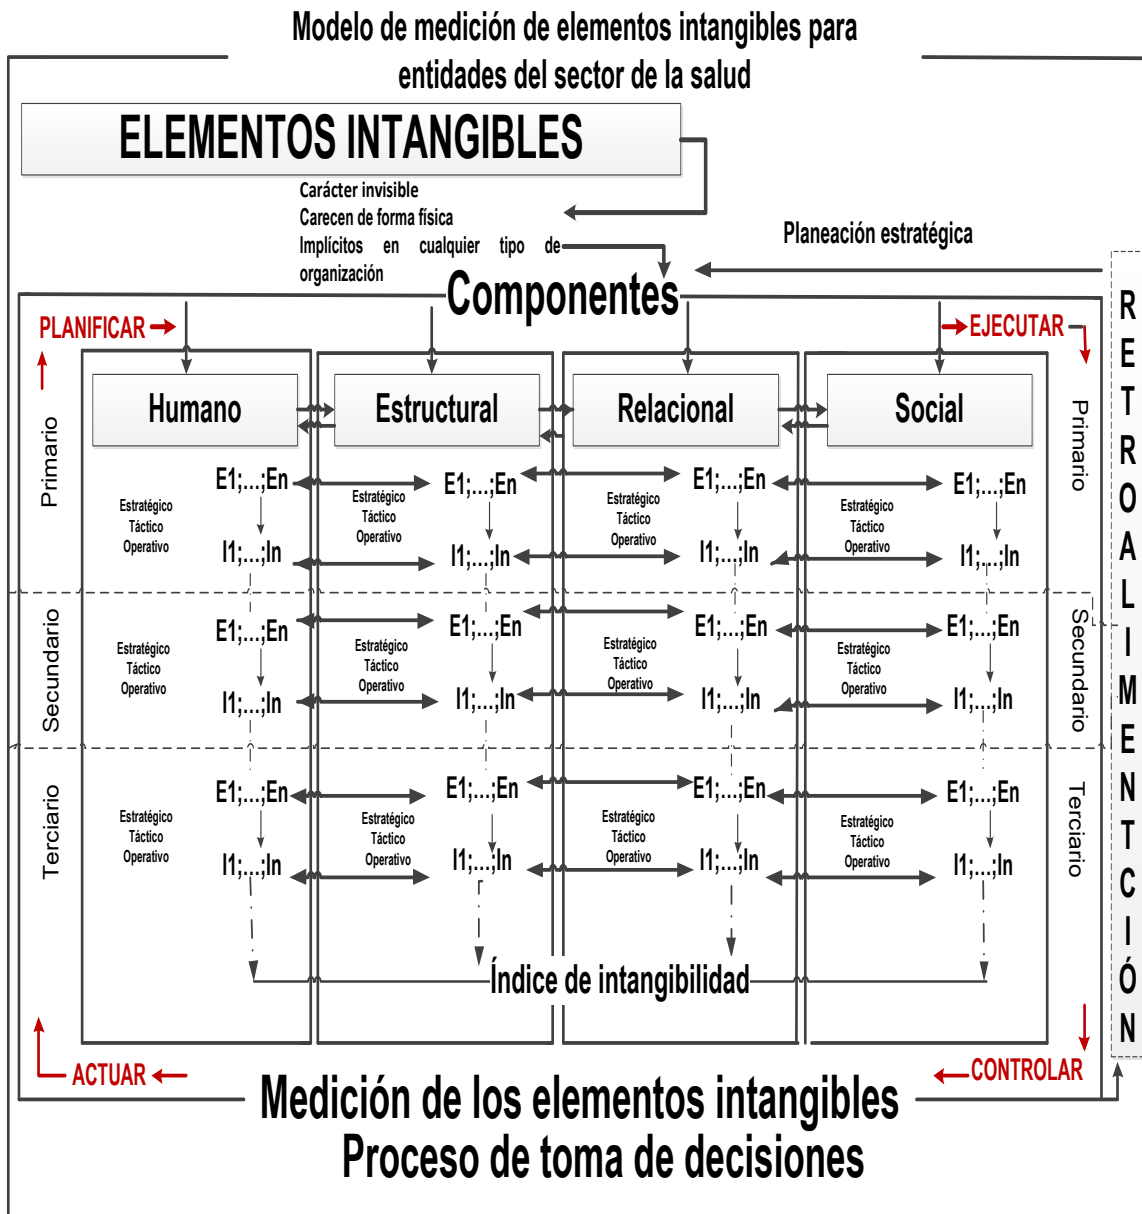 Modelo de medición de elementos intangibles para
entidades del sector de la salud
ELEMENTOS INTANGIBLES
Carácter invisible
Carecen de forma física
Implícitos en cualquier tipo de
organización
Planeación estratégica
Componentes
PLANIFICAR
EJECUTAR
Humano
Estructural
Relacional
Social
Primario
E1;...;En
E1;...;En
E1;...;En
E1;...;En
Estratégico
Táctico
Operativo
Estratégico
Táctico
Operativo
Estratégico
Táctico
Operativo
Estratégico
Táctico
Operativo
I1;...;In
I1;...;In
I1;...;In
I1;...;In
Primario
Secundario
E1;...;En
E1;...;En
E1;...;En
E1;...;En
Estratégico
Táctico
Operativo
Estratégico
Táctico
Operativo
Estratégico
Táctico
Operativo
Estratégico
Táctico
Operativo
I1;...;In
I1;...;In
I1;...;In
I1;...;In
Secundario
Terciario
E1;...;En
E1;...;En
E1;...;En
E1;...;En
Estratégico
Táctico
Operativo
Estratégico
Táctico
Operativo
Estratégico
Táctico
Operativo
Estratégico
Táctico
Operativo
I1;...;In
I1;...;In
I1;...;In
I1;...;In
Terciario
Índice de intangibilidad
ACTUAR
CONTROLAR
Medición de los elementos intangibles
Proceso de toma de decisiones
RETROALIMENTCIÓN